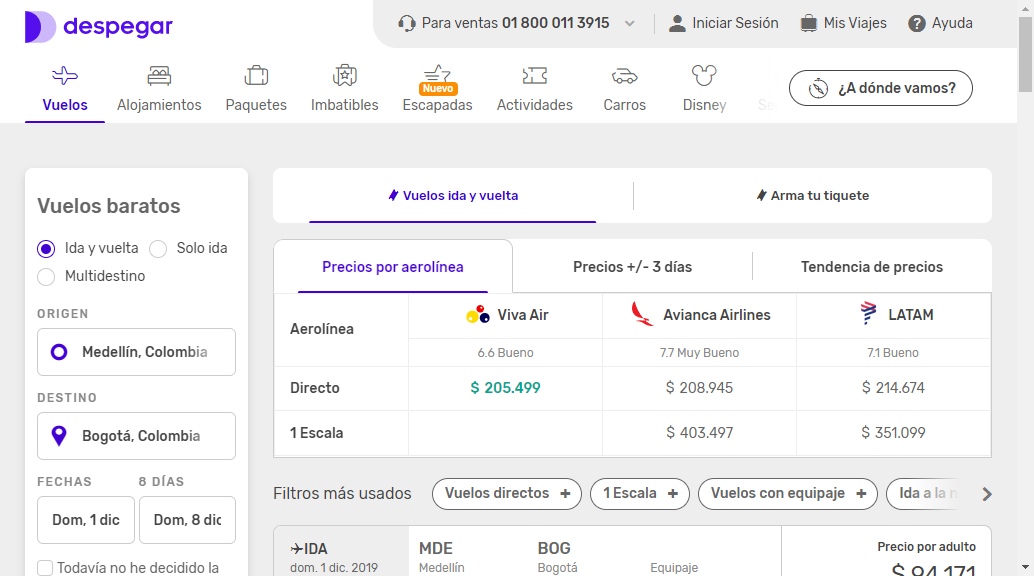 despegar
Para ventas 01 800 011 3915
Iniciar Sesión
Mis Viajes
Ayuda
Vuelos
Alojamientos
Paquetes
Imbatibles
Nuevo
Escapadas
Actividades
Carros
Disney
¿A dónde vamos?
Vuelos baratos
Ida y vuelta
Solo ida
Multidestino
ORIGEN
Medellín, Colombia
DESTINO
Bogotá, Colombia
FECHAS
8 DÍAS
Dom, 1 dic
Dom, 8 dic
Todavía no he decidido la
Vuelos ida y vuelta
Arma tu tiquete
Precios por aerolínea
Precios +/- 3 días
Tendencia de precios
Aerolínea
Viva Air
Avianca Airlines
LATAM
6.6 Bueno
7.7 Muy Bueno
7.1 Bueno
Directo
$ 205.499
$ 208.945
$ 214.674
1 Escala
$ 403.497
$ 351.099
Filtros más usados
Vuelos directos +
1 Escala +
Vuelos con equipaje +
Ida a la
IDA
MDE
BOG
Precio por adulto
dom. 1 dic. 2019
Medellín
Bogotá
Equipaje
$ 94.171